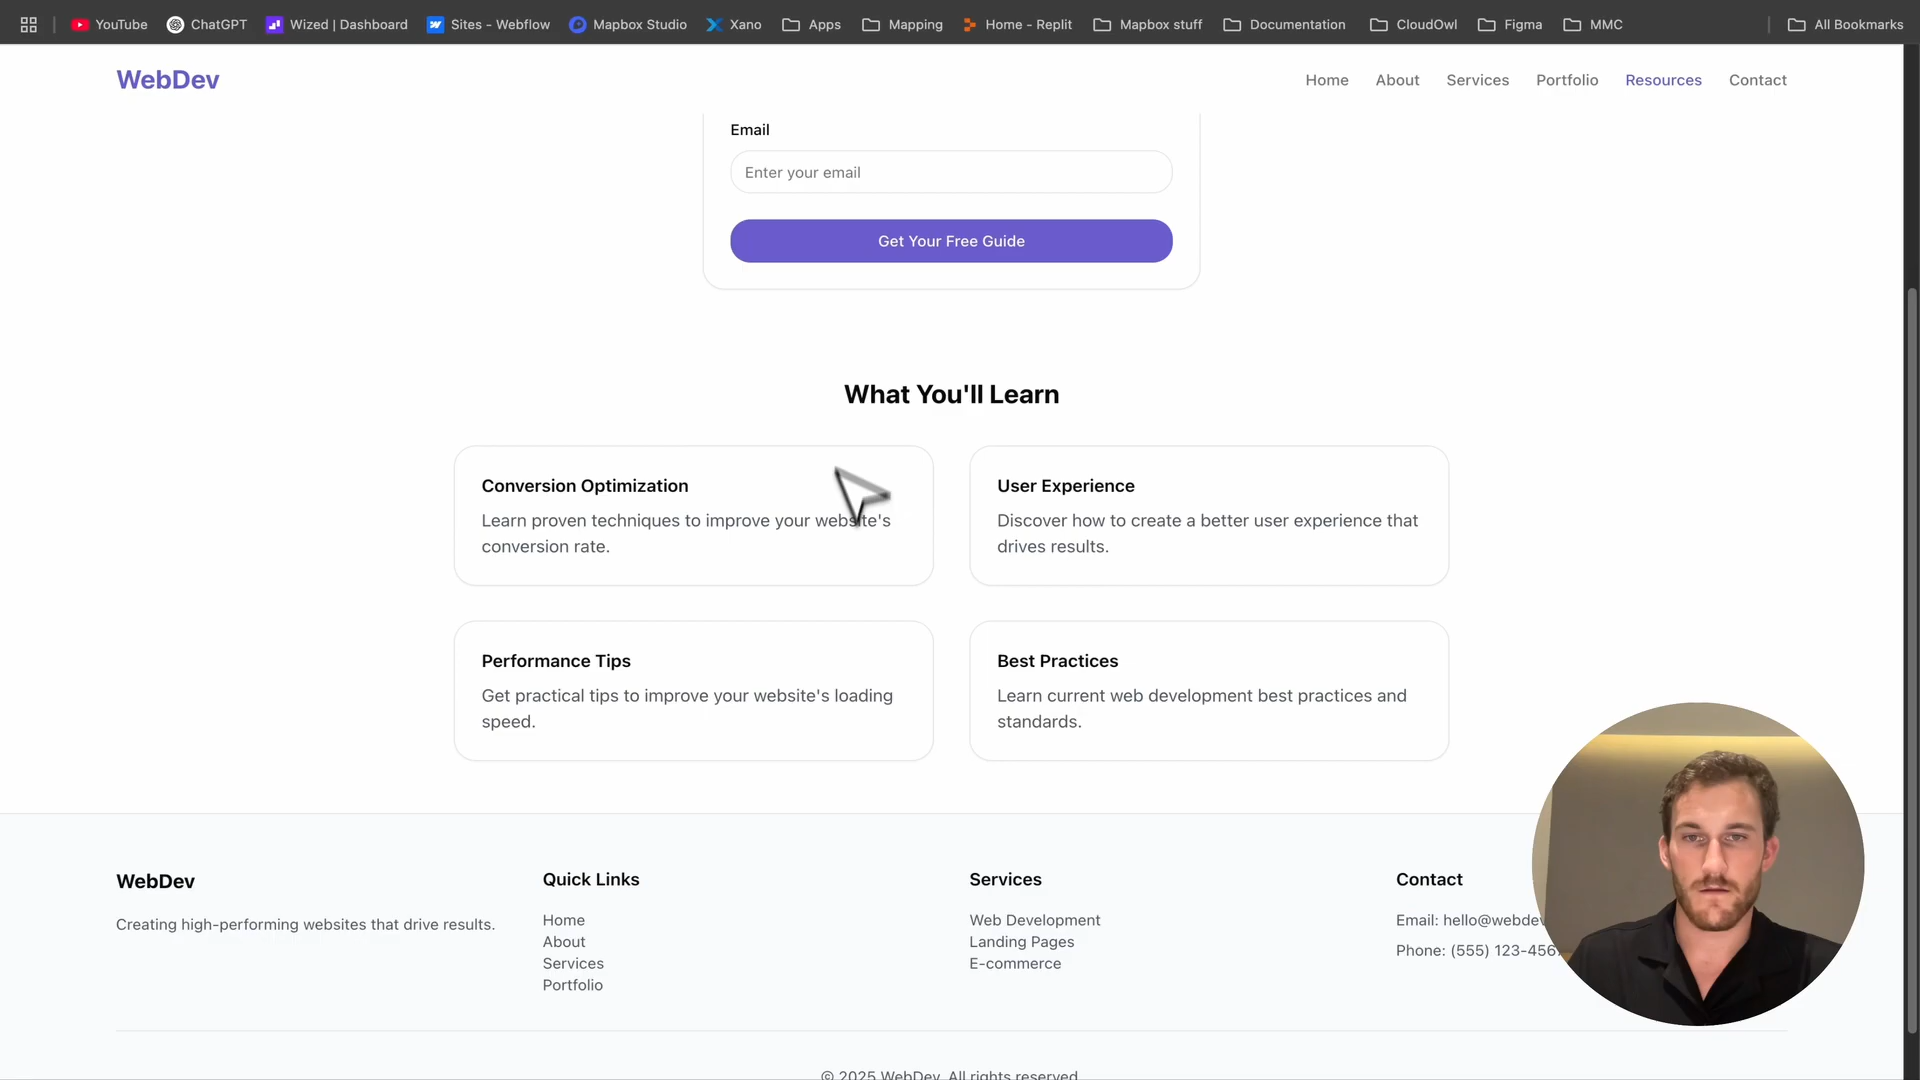 YouTube ChatGPT Wized | Dashboard Sites - Webflow Mapbox Studio Xano Apps Mapping Home - Replit Mapbox stuff Documentation CloudOwl Figma MMC All Bookmarks
WebDev Home About Services Portfolio Resources Contact
Email
Enter your email
Get Your Free Guide
What You'll Learn
Conversion Optimization
Learn proven techniques to improve your website's
conversion rate.
User Experience
Discover how to create a better user experience that
drives results.
Performance Tips
Get practical tips to improve your website's loading
speed.
Best Practices
Learn current web development best practices and
standards.
WebDev
Creating high-performing websites that drive results.
Quick Links
Home
About
Services
Portfolio
Services
Web Development
Landing Pages
E-commerce
Contact
Email: hello@webdev
Phone: (555) 123-456
© 2025 WebDev. All rights reserved.